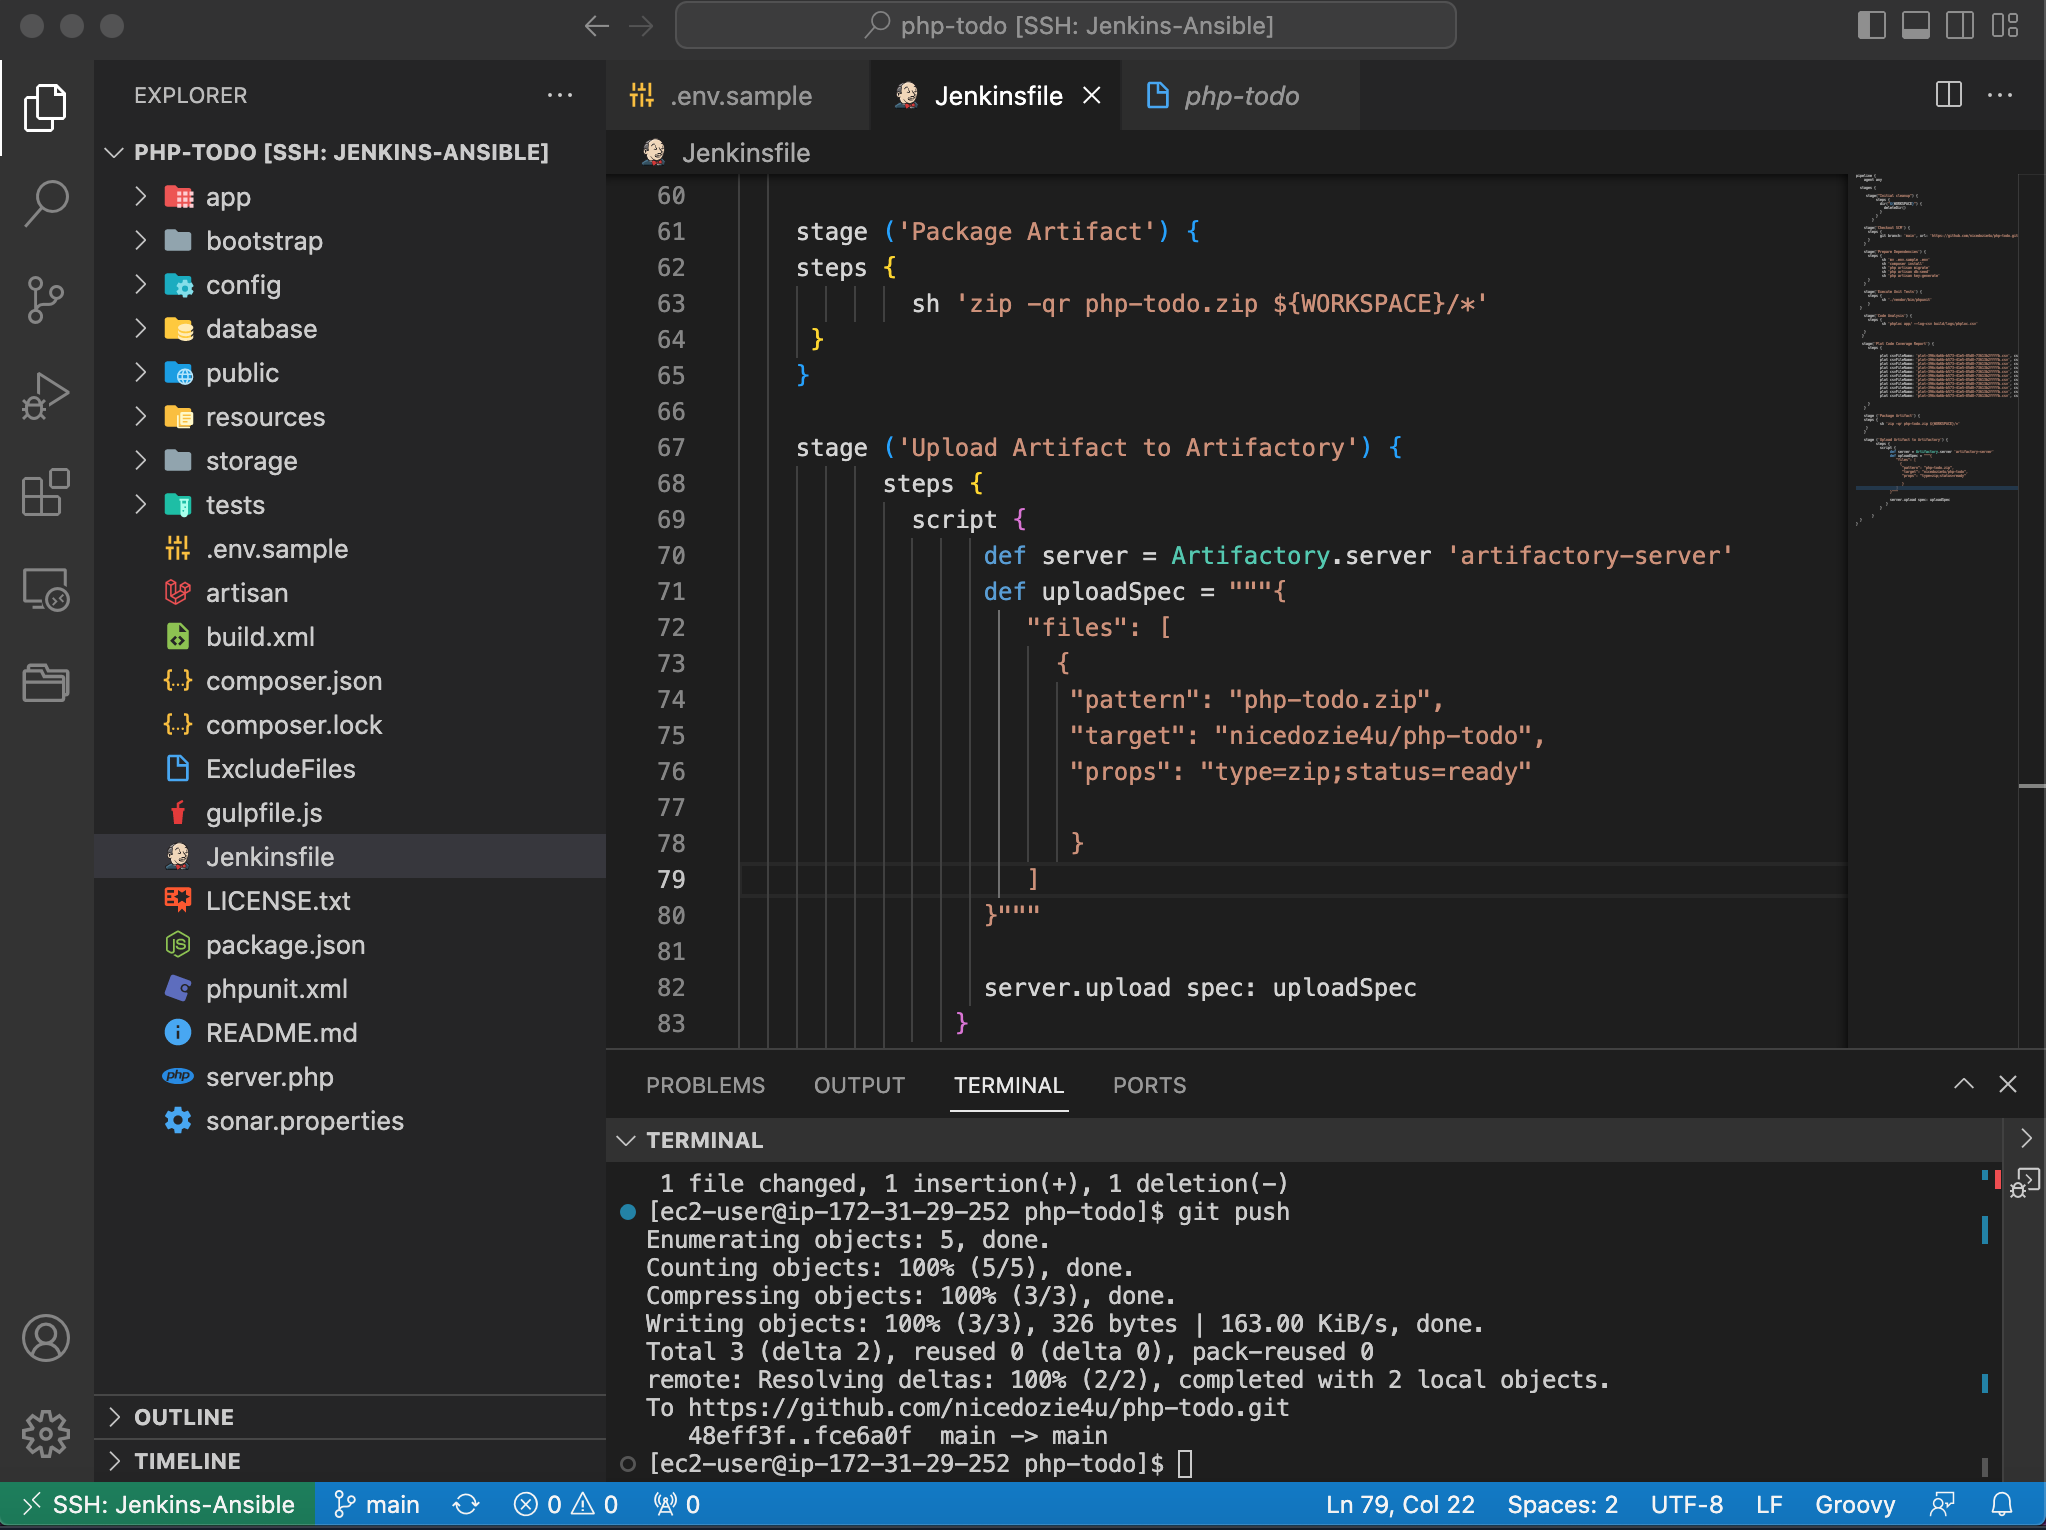 php-todo [SSH: Jenkins-Ansible]
EXPLORER
PHP-TODO [SSH: JENKINS-ANSIBLE]
app
bootstrap
config
database
public
resources
storage
tests
.env.sample
artisan
build.xml
composer.json
composer.lock
ExcludeFiles
gulpfile.js
Jenkinsfile
LICENSE.txt
package.json
phpunit.xml
README.md
server.php
sonar.properties
OUTLINE
TIMELINE
.env.sample
Jenkinsfile
php-todo
Jenkinsfile
60
61 stage ('Package Artifact') {
62 steps {
63 sh 'zip -qr php-todo.zip ${WORKSPACE}/*'
64 }
65 }
66
67 stage ('Upload Artifact to Artifactory') {
68 steps {
69 script {
70 def server = Artifactory.server 'artifactory-server'
71 def uploadSpec = """{
72 "files": [
73 {
74 "pattern": "php-todo.zip",
75 "target": "nicedozie4u/php-todo",
76 "props": "type=zip;status=ready"
77
78 }
79 ]
80 }"""
81
82 server.upload spec: uploadSpec
83 }
PROBLEMS OUTPUT TERMINAL PORTS
TERMINAL
1 file changed, 1 insertion(+), 1 deletion(-)
[ec2-user@ip-172-31-29-252 php-todo]$ git push
Enumerating objects: 5, done.
Counting objects: 100% (5/5), done.
Compressing objects: 100% (3/3), done.
Writing objects: 100% (3/3), 326 bytes | 163.00 KiB/s, done.
Total 3 (delta 2), reused 0 (delta 0), pack-reused 0
remote: Resolving deltas: 100% (2/2), completed with 2 local objects.
To https://github.com/nicedozie4u/php-todo.git
48eff3f..fce6a0f main -> main
[ec2-user@ip-172-31-29-252 php-todo]$
SSH: Jenkins-Ansible main 0 0 0 Ln 79, Col 22 Spaces: 2 UTF-8 LF Groovy